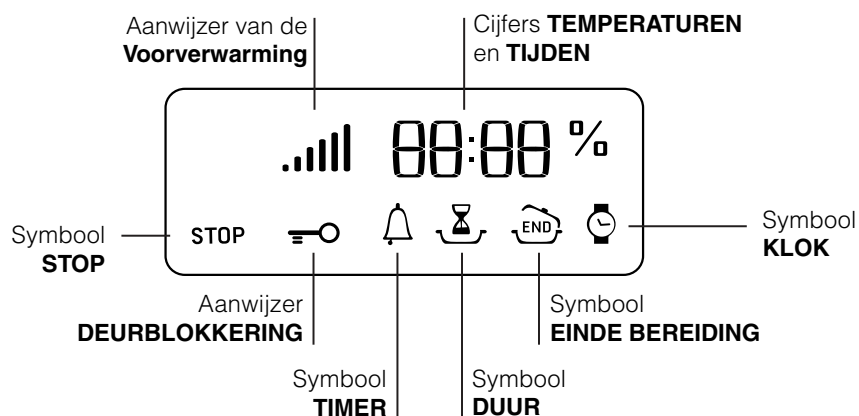 Aanwijzer van de
Voorverwarming
Cijfers TEMPERATUREN
en TIJDEN
88:88 %
Symbool
STOP
STOP
END
Symbool
KLOK
Aanwijzer
DEURBLOKKERING
Symbool
EINDE BEREIDING
Symbool
TIMER
Symbool
DUUR